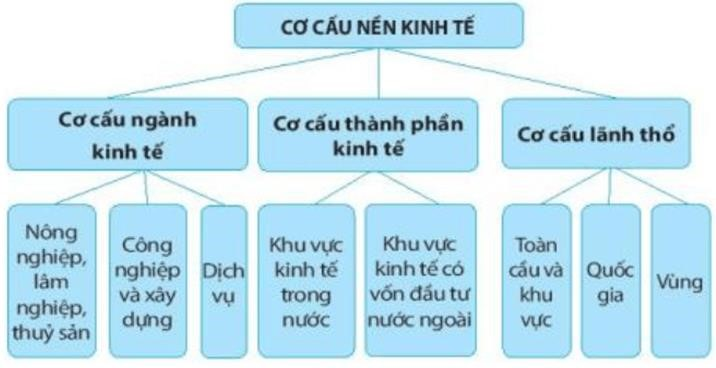 CƠ CẤU NỀN KINH TẾ
Cơ cấu ngành
kinh tế
Cơ cấu thành phần
kinh tế
Cơ cấu lãnh thổ
Nông
nghiệp,
lâm
nghiệp,
thuỷ sản
Công
nghiệp
và xây
dựng
Dịch
vụ
Khu vực
kinh tế
trong
nước
Khu vực
kinh tế có
vốn đầu tư
nước ngoài
Toàn
cầu và
khu
vực
Quốc
gia
Vùng